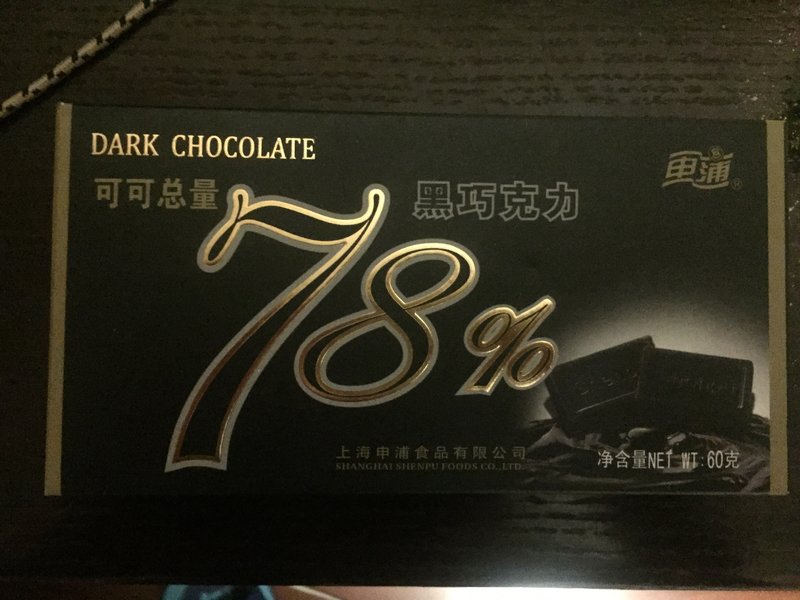 DARK CHOCOLATE
可可总量
78%
黑巧克力
申浦
®
上海申浦食品有限公司
SHANGHAI SHENPU FOODS CO., LTD.
净含量NET WT:60克